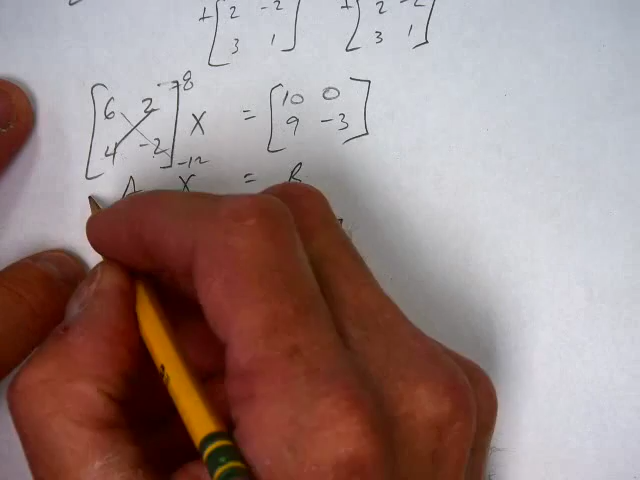 + [ 2 -2 + [ 2 -2
3 1 ] 3 1 ]
[ 6 2 ] -8 [ 10 0 ]
X =
[ 4 -2 ] -12 [ 9 -3 ]
A X = B